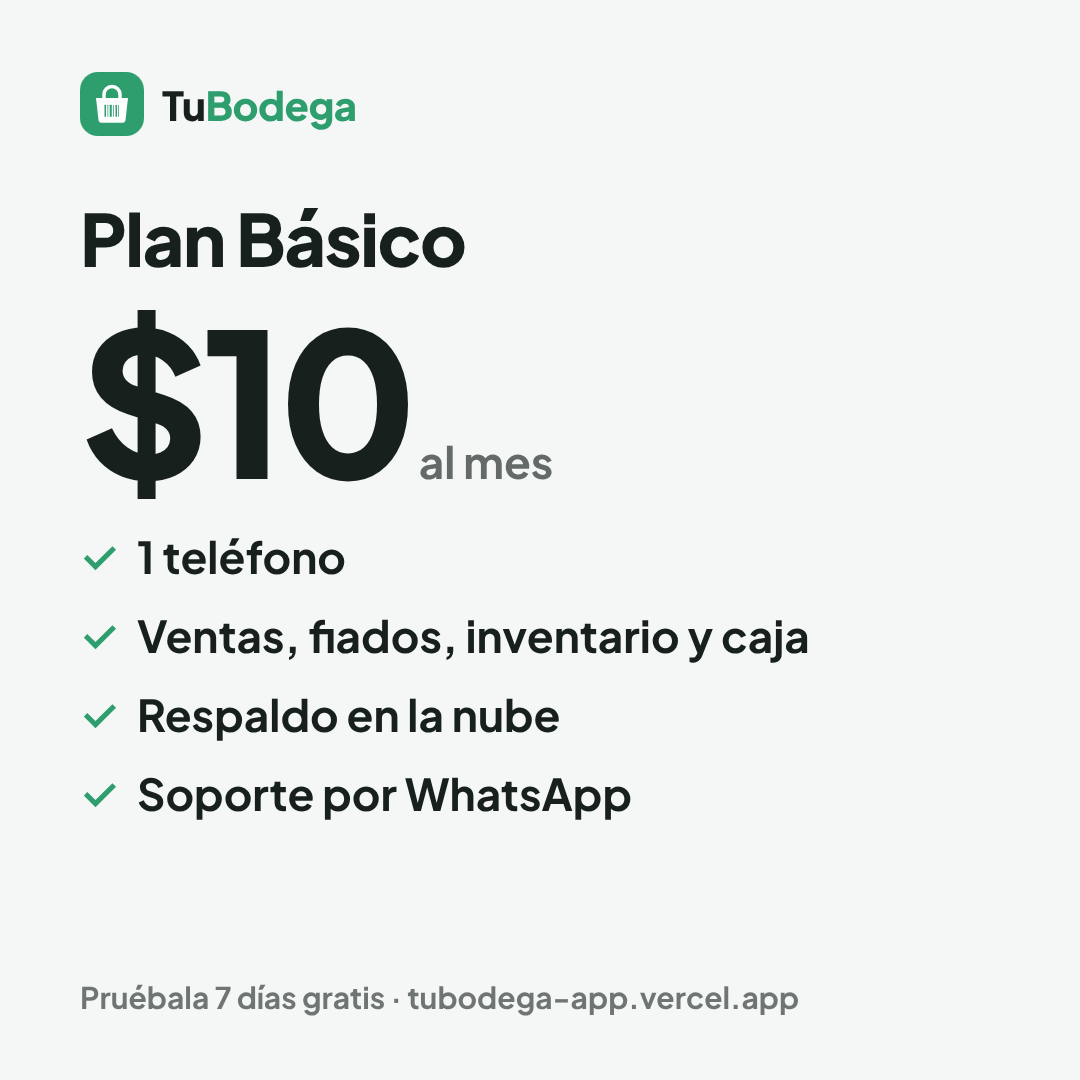 TuBodega
Plan Básico
$10 al mes
1 teléfono
Ventas, fiados, inventario y caja
Respaldo en la nube
Soporte por WhatsApp
Pruébala 7 días gratis · tubodega-app.vercel.app